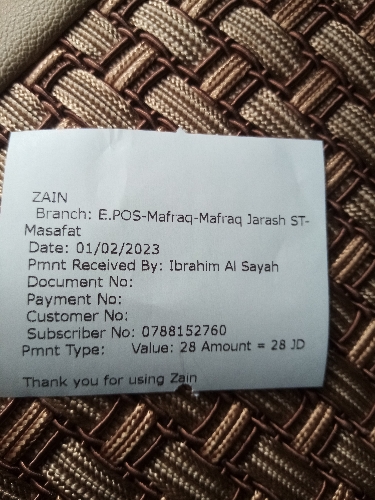 ZAIN
Branch: E.POS-Mafraq-Mafraq Jarash ST-
Masafat
Date: 01/02/2023
Pmnt Received By: Ibrahim Al Sayah
Document No:
Payment No:
Customer No:
Subscriber No: 0788152760
Pmnt Type: Value: 28 Amount = 28 JD
Thank you for using Zain